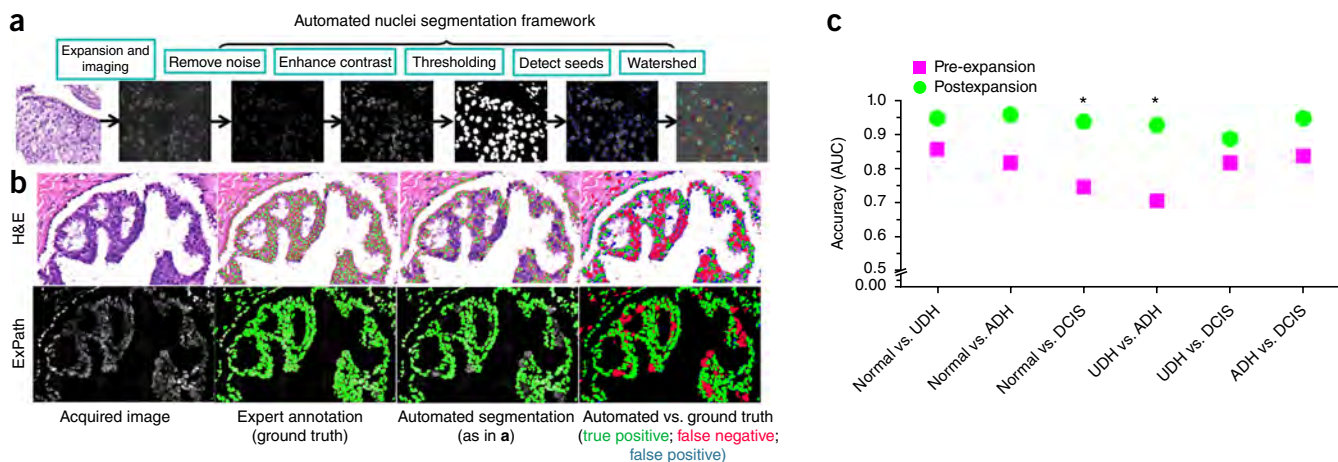 a
Automated nuclei segmentation framework
Expansion and
imaging
Remove noise
Enhance contrast
Thresholding
Detect seeds
Watershed
b
H&E
ExPath
Acquired image
Expert annotation
(ground truth)
Automated segmentation
(as in a)
Automated vs. ground truth
(true positive; false negative;
false positive)
c
Pre-expansion
Postexpansion
Accuracy (AUC)
1.0
0.9
0.8
0.7
0.6
0.5
0.00
*
*
Normal vs. UDH
Normal vs. ADH
Normal vs. DCIS
UDH vs. ADH
UDH vs. DCIS
ADH vs. DCIS